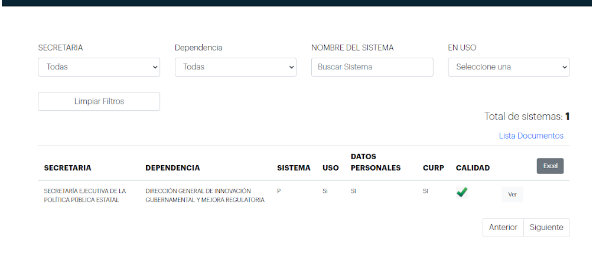 SECRETARIA Dependencia NOMBRE DEL SISTEMA EN USO
Todas Todas Buscar Sistema Seleccione una
Limpiar Filtros
Total de sistemas: 1
Lista Documentos
SECRETARIA DEPENDENCIA SISTEMA USO DATOS PERSONALES CURP CALIDAD Excel
SECRETARÍA EJECUTIVA DE LA POLÍTICA PÚBLICA ESTATAL DIRECCIÓN GENERAL DE INNOVACIÓN GUBERNAMENTAL Y MEJORA REGULATORIA P SI SI SI Ver
Anterior Siguiente